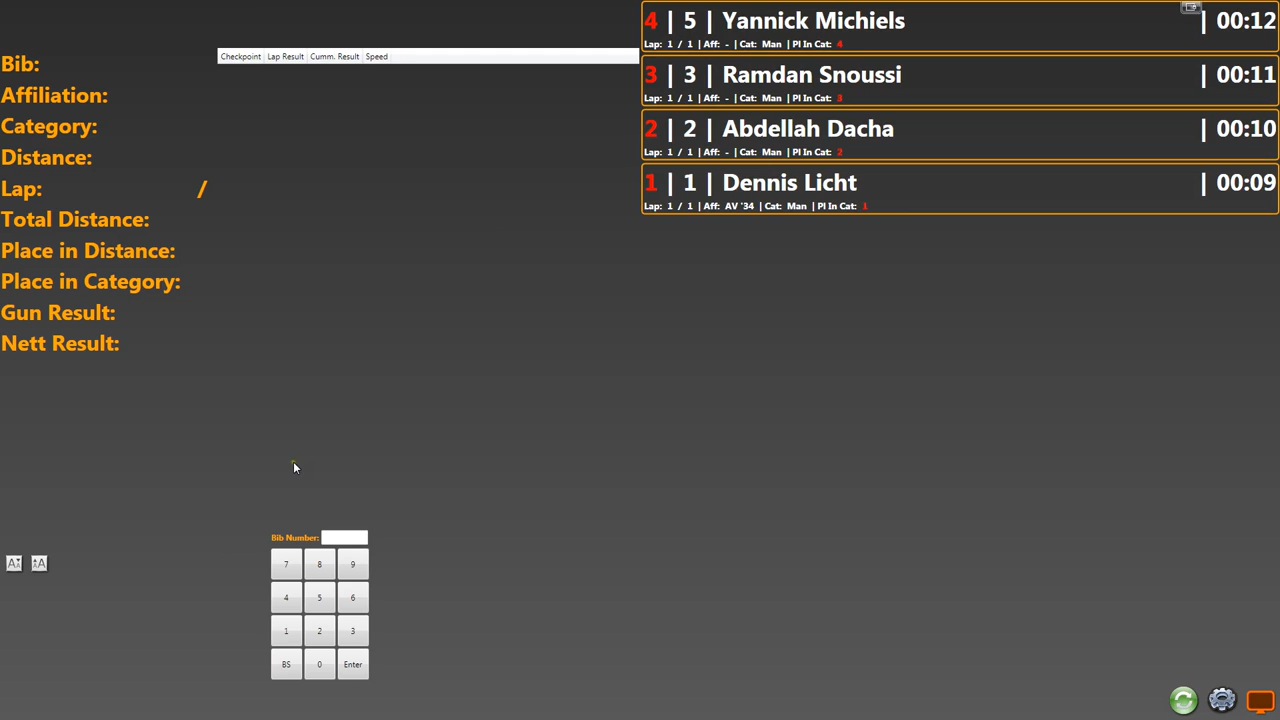 Bib:
Affiliation:
Category:
Distance:
Lap: /
Total Distance:
Place in Distance:
Place in Category:
Gun Result:
Nett Result:
Checkpoint Lap Result Cumm. Result Speed
Bib Number:
7 8 9
4 5 6
1 2 3
BS 0 Enter
AA AA
4 | 5 | Yannick Michiels | 00:12
Lap: 1 / 1 | Aff: - | Cat: Man | Pl In Cat: 4
3 | 3 | Ramdan Snoussi | 00:11
Lap: 1 / 1 | Aff: - | Cat: Man | Pl In Cat: 3
2 | 2 | Abdellah Dacha | 00:10
Lap: 1 / 1 | Aff: - | Cat: Man | Pl In Cat: 2
1 | 1 | Dennis Licht | 00:09
Lap: 1 / 1 | Aff: AV '34 | Cat: Man | Pl In Cat: 1